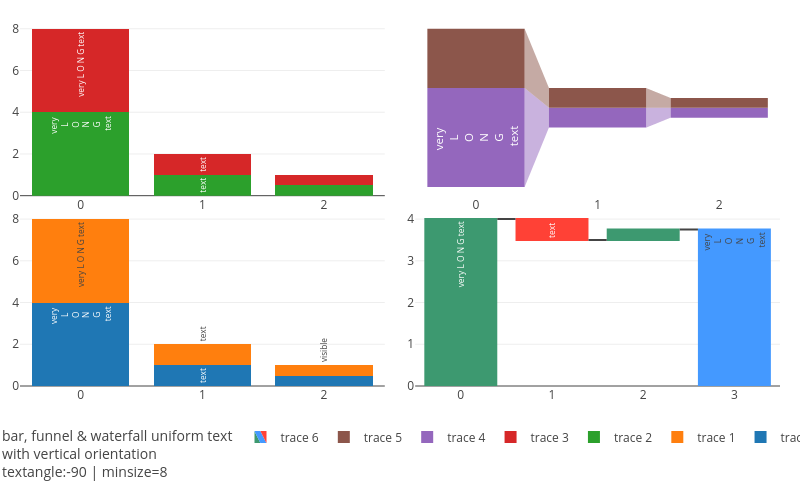 8
6
4
2
0
very L O N G text
very
L
O
N
G
text
text
text
0
1
2
very
L
O
N
G
text
0
1
2
8
6
4
2
0
very L O N G text
very
L
O
N
G
text
text
text
visible
0
1
2
4
3
2
1
0
very L O N G text
text
very
L
O
N
G
text
0
1
2
3
bar, funnel & waterfall uniform text
with vertical orientation
textangle:-90 | minsize=8
trace 6 trace 5 trace 4 trace 3 trace 2 trace 1